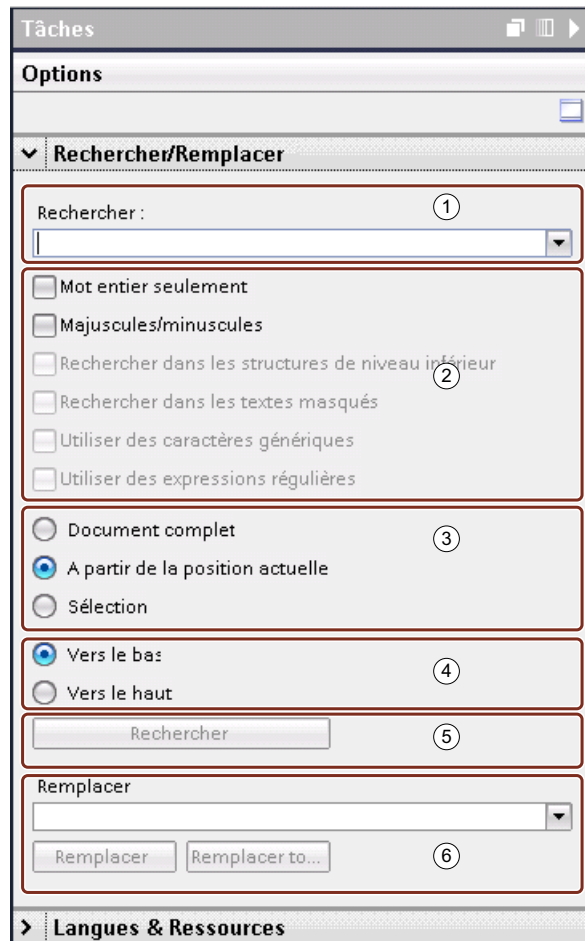 Tâches
Options
Rechercher/Remplacer
Rechercher : 1
Mot entier seulement
Majuscules/minuscules
Rechercher dans les structures de niveau inférieur
2
Rechercher dans les textes masqués
Utiliser des caractères génériques
Utiliser des expressions régulières
Document complet 3
A partir de la position actuelle
Sélection
Vers le bas
4
Vers le haut
Rechercher 5
Remplacer
Remplacer Remplacer to... 6
Langues & Ressources